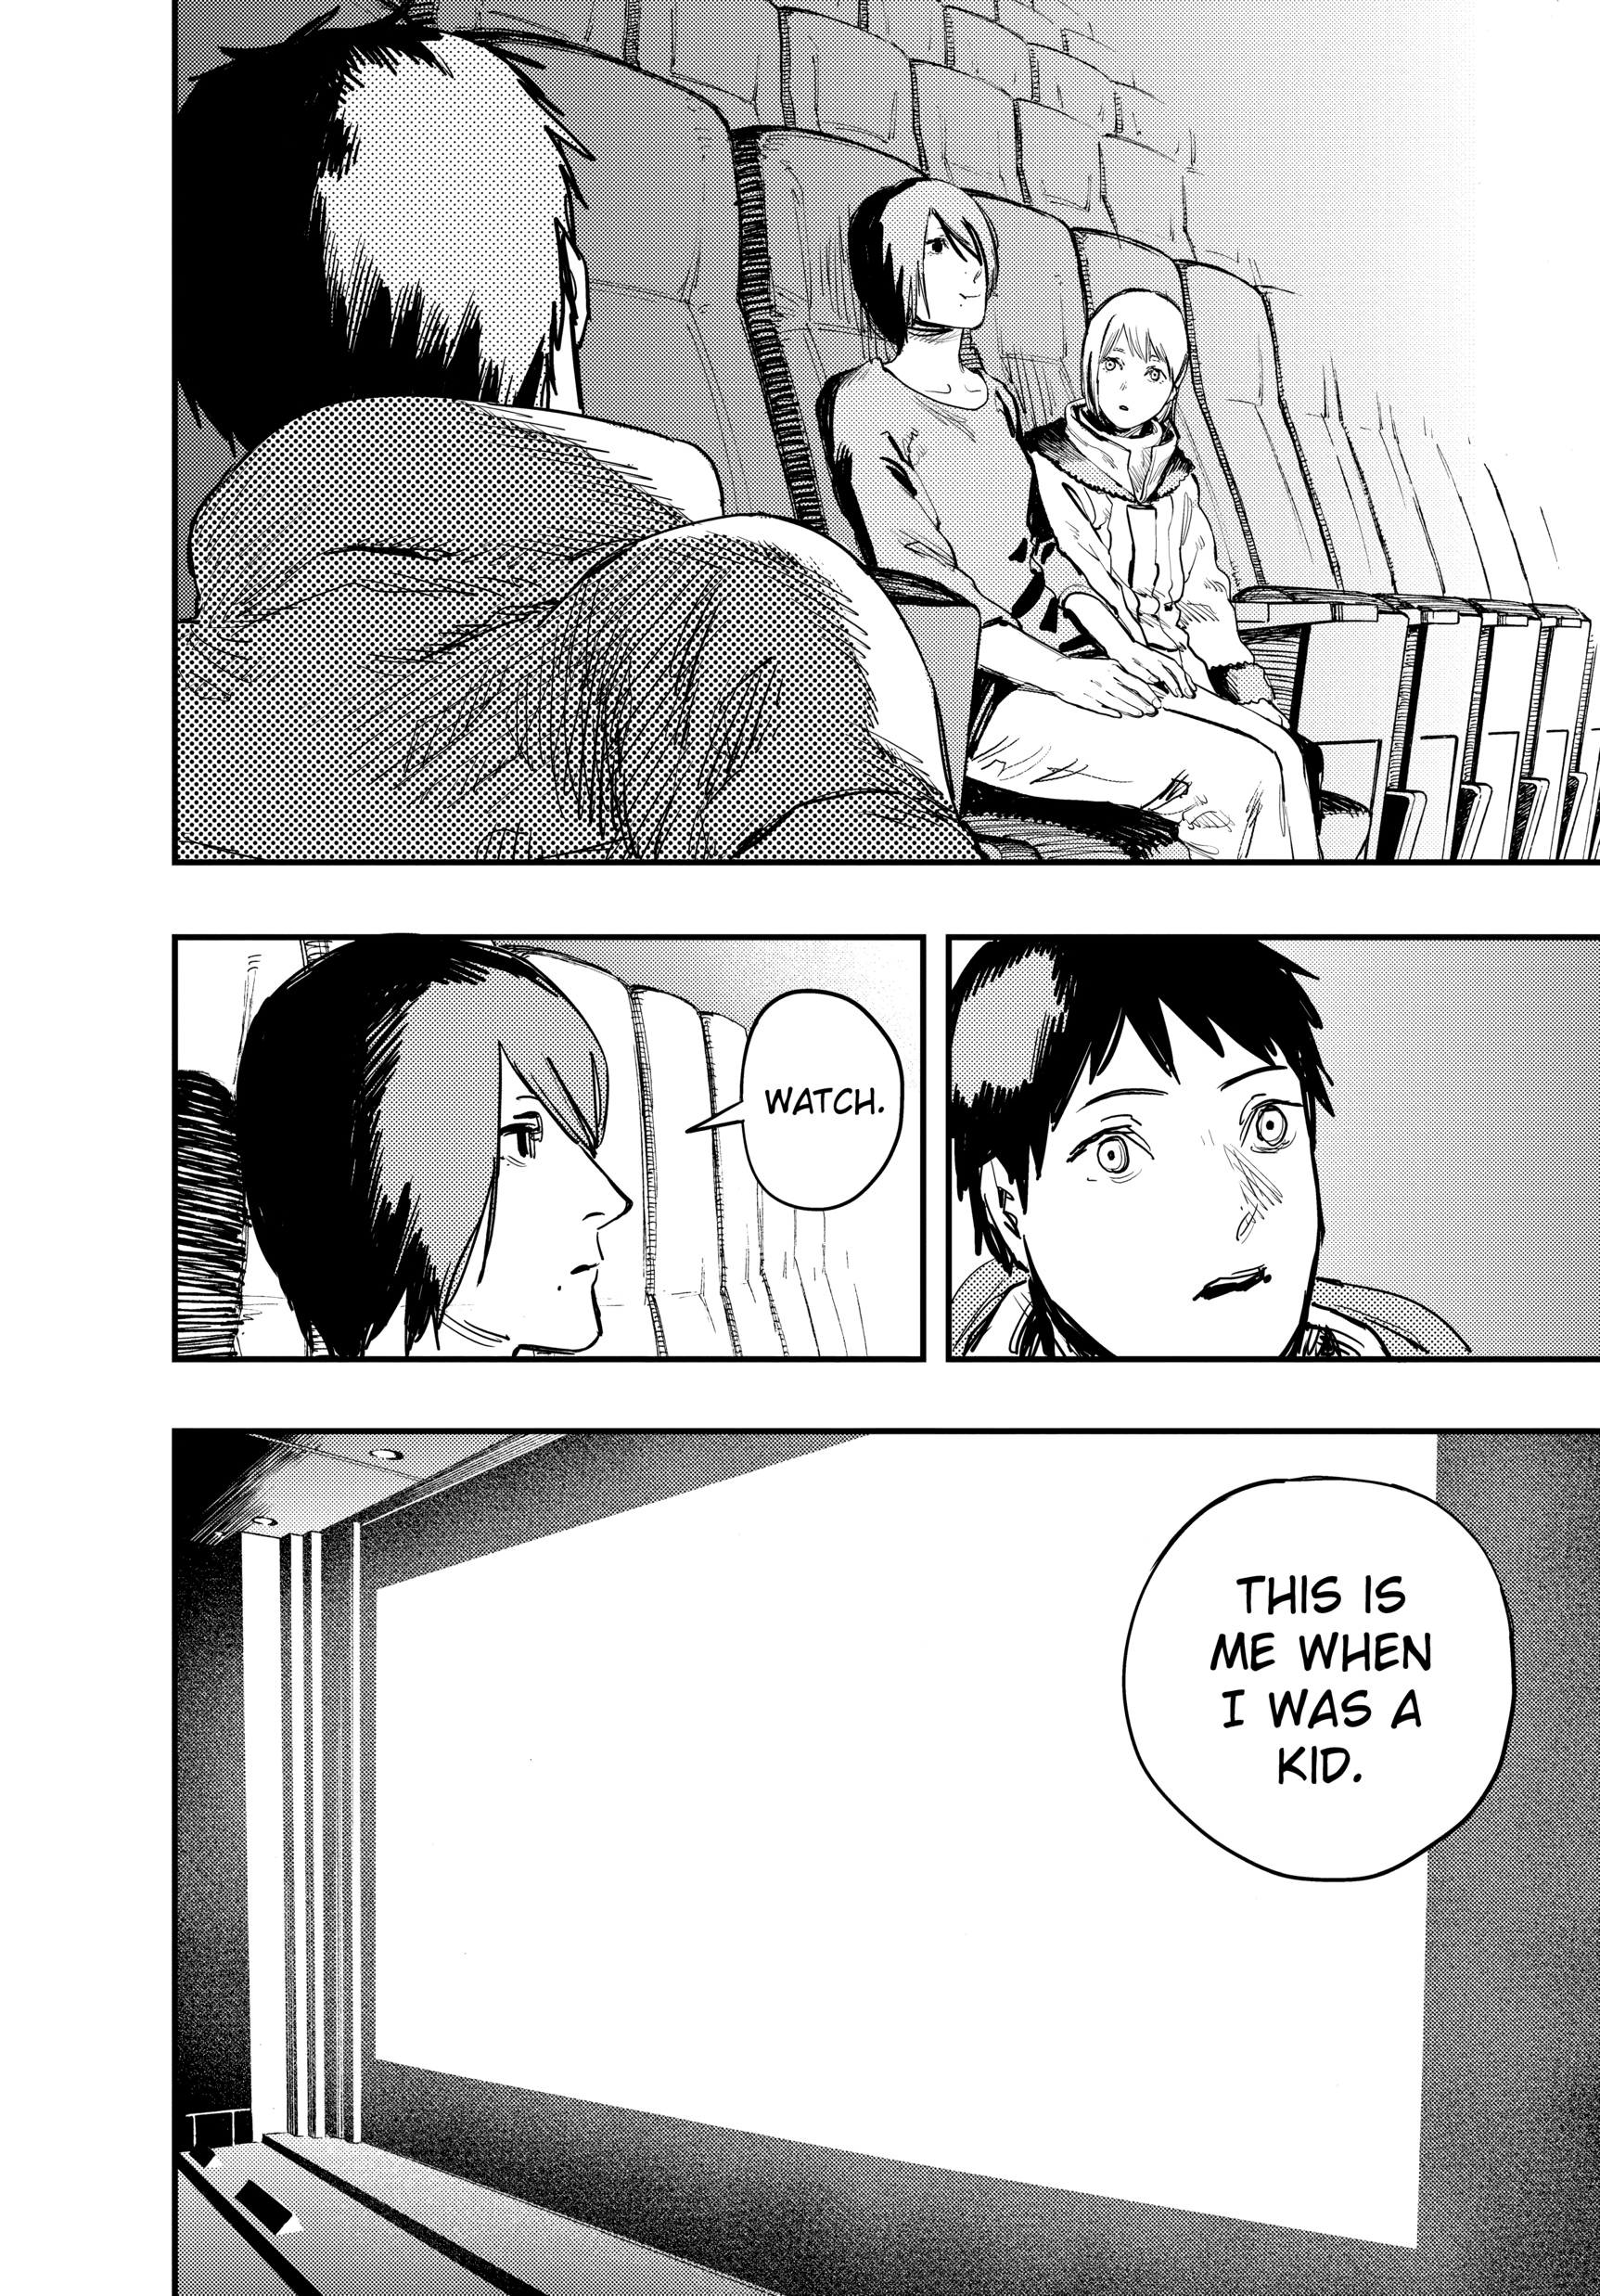 WATCH.
THIS IS
ME WHEN
I WAS A
KID.